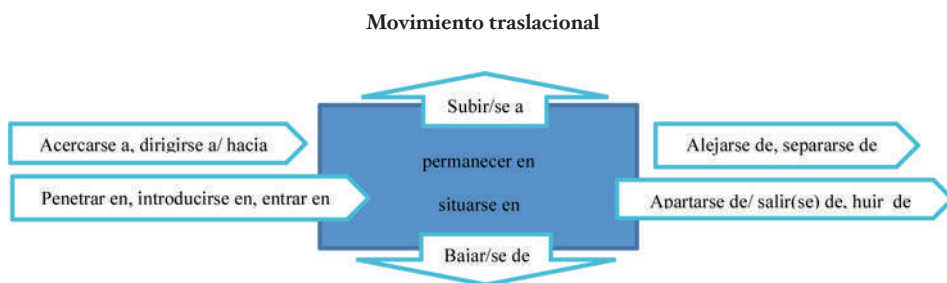 Movimiento traslacional
Subir/se a
Acercarse a, dirigirse a/ hacia
permanecer en
Alejarse de, separarse de
Penetrar en, introducirse en, entrar en
situarse en
Apartarse de/ salir(se) de, huir de
Bajar/se de